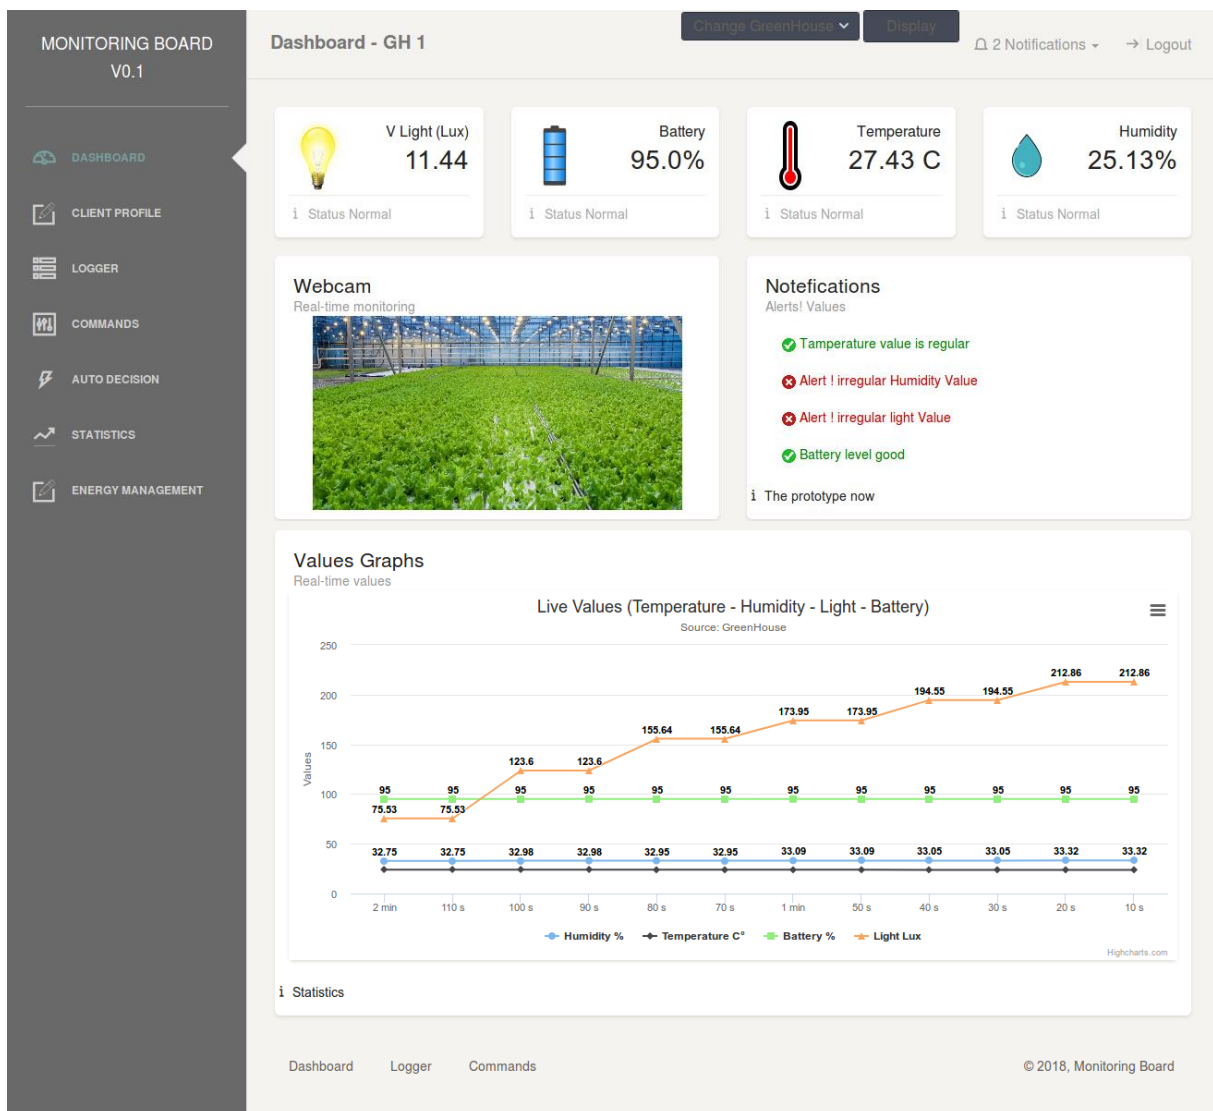 MONITORING BOARD
V0.1
DASHBOARD
CLIENT PROFILE
LOGGER
COMMANDS
AUTO DECISION
STATISTICS
ENERGY MANAGEMENT
Dashboard - GH 1
Change GreenHouse
Display
2 Notifications
Logout
V Light (Lux)
11.44
Status Normal
Battery
95.0%
Status Normal
Temperature
27.43 C
Status Normal
Humidity
25.13%
Status Normal
Webcam
Real-time monitoring
Notefications
Alerts! Values
Tamperature value is regular
Alert ! irregular Humidity Value
Alert ! irregular light Value
Battery level good
The prototype now
Values Graphs
Real-time values
Live Values (Temperature - Humidity - Light - Battery)
Source: GreenHouse
Values
250
200
150
100
50
0
75.53 75.53 123.6 123.6 155.64 155.64 173.95 173.95 194.55 194.55 212.86 212.86
95 95 95 95 95 95 95 95 95 95 95 95
32.75 32.75 32.98 32.98 32.95 32.95 33.09 33.09 33.05 33.05 33.32 33.32
2 min 110 s 100 s 90 s 80 s 70 s 1 min 50 s 40 s 30 s 20 s 10 s
Humidity % Temperature C° Battery % Light Lux
Highcharts.com
Statistics
Dashboard Logger Commands
© 2018, Monitoring Board